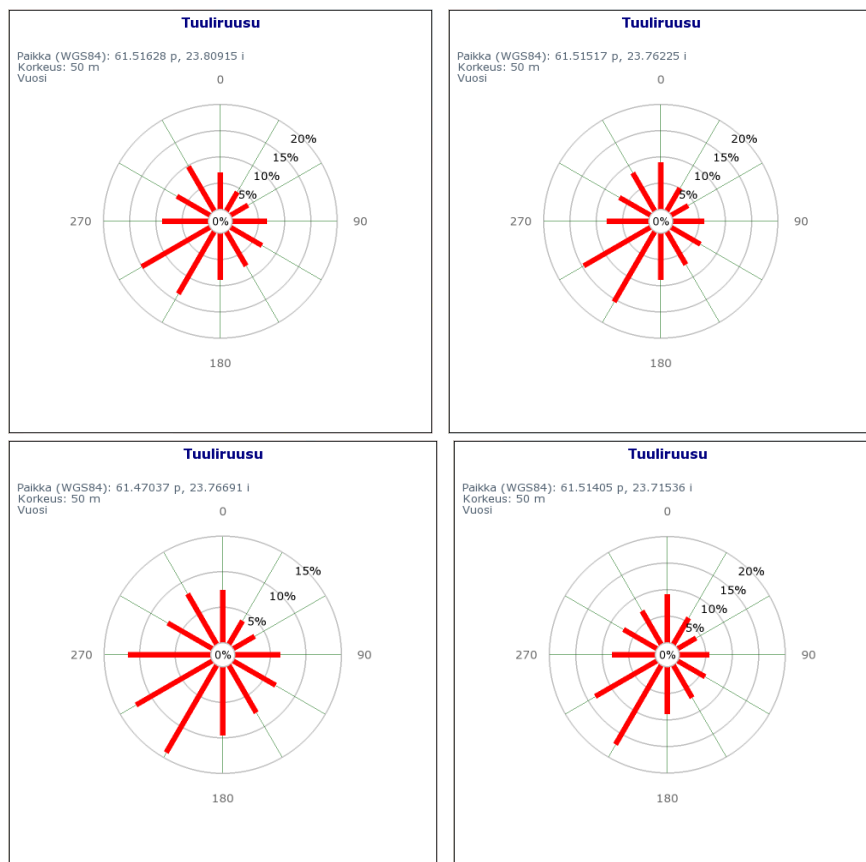 Tuuliruusu
Paikka (WGS84): 61.51628 p, 23.80915 i
Korkeus: 50 m
Vuosi
0
20%
15%
10%
5%
270
0%
90
180
Tuuliruusu
Paikka (WGS84): 61.51517 p, 23.76225 i
Korkeus: 50 m
Vuosi
0
20%
15%
10%
5%
270
0%
90
180
Tuuliruusu
Paikka (WGS84): 61.47037 p, 23.76691 i
Korkeus: 50 m
Vuosi
0
15%
10%
5%
270
0%
90
180
Tuuliruusu
Paikka (WGS84): 61.51405 p, 23.71536 i
Korkeus: 50 m
Vuosi
0
20%
15%
10%
5%
270
0%
90
180